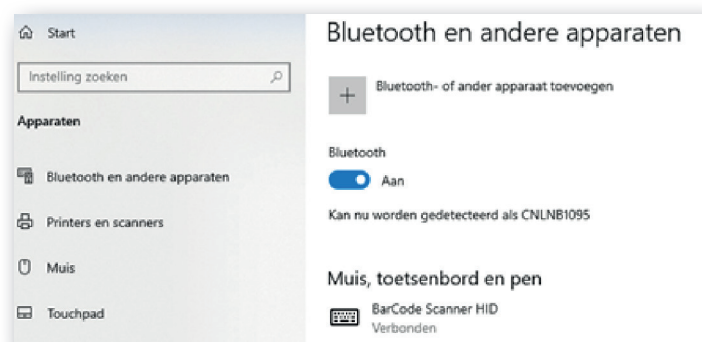 Start
Instelling zoeken
Apparaten
Bluetooth en andere apparaten
Printers en scanners
Muis
Touchpad
Bluetooth en andere apparaten
Bluetooth- of ander apparaat toevoegen
Bluetooth
Aan
Kan nu worden gedetecteerd als CNLNB1095
Muis, toetsenbord en pen
BarCode Scanner HID
Verbonden